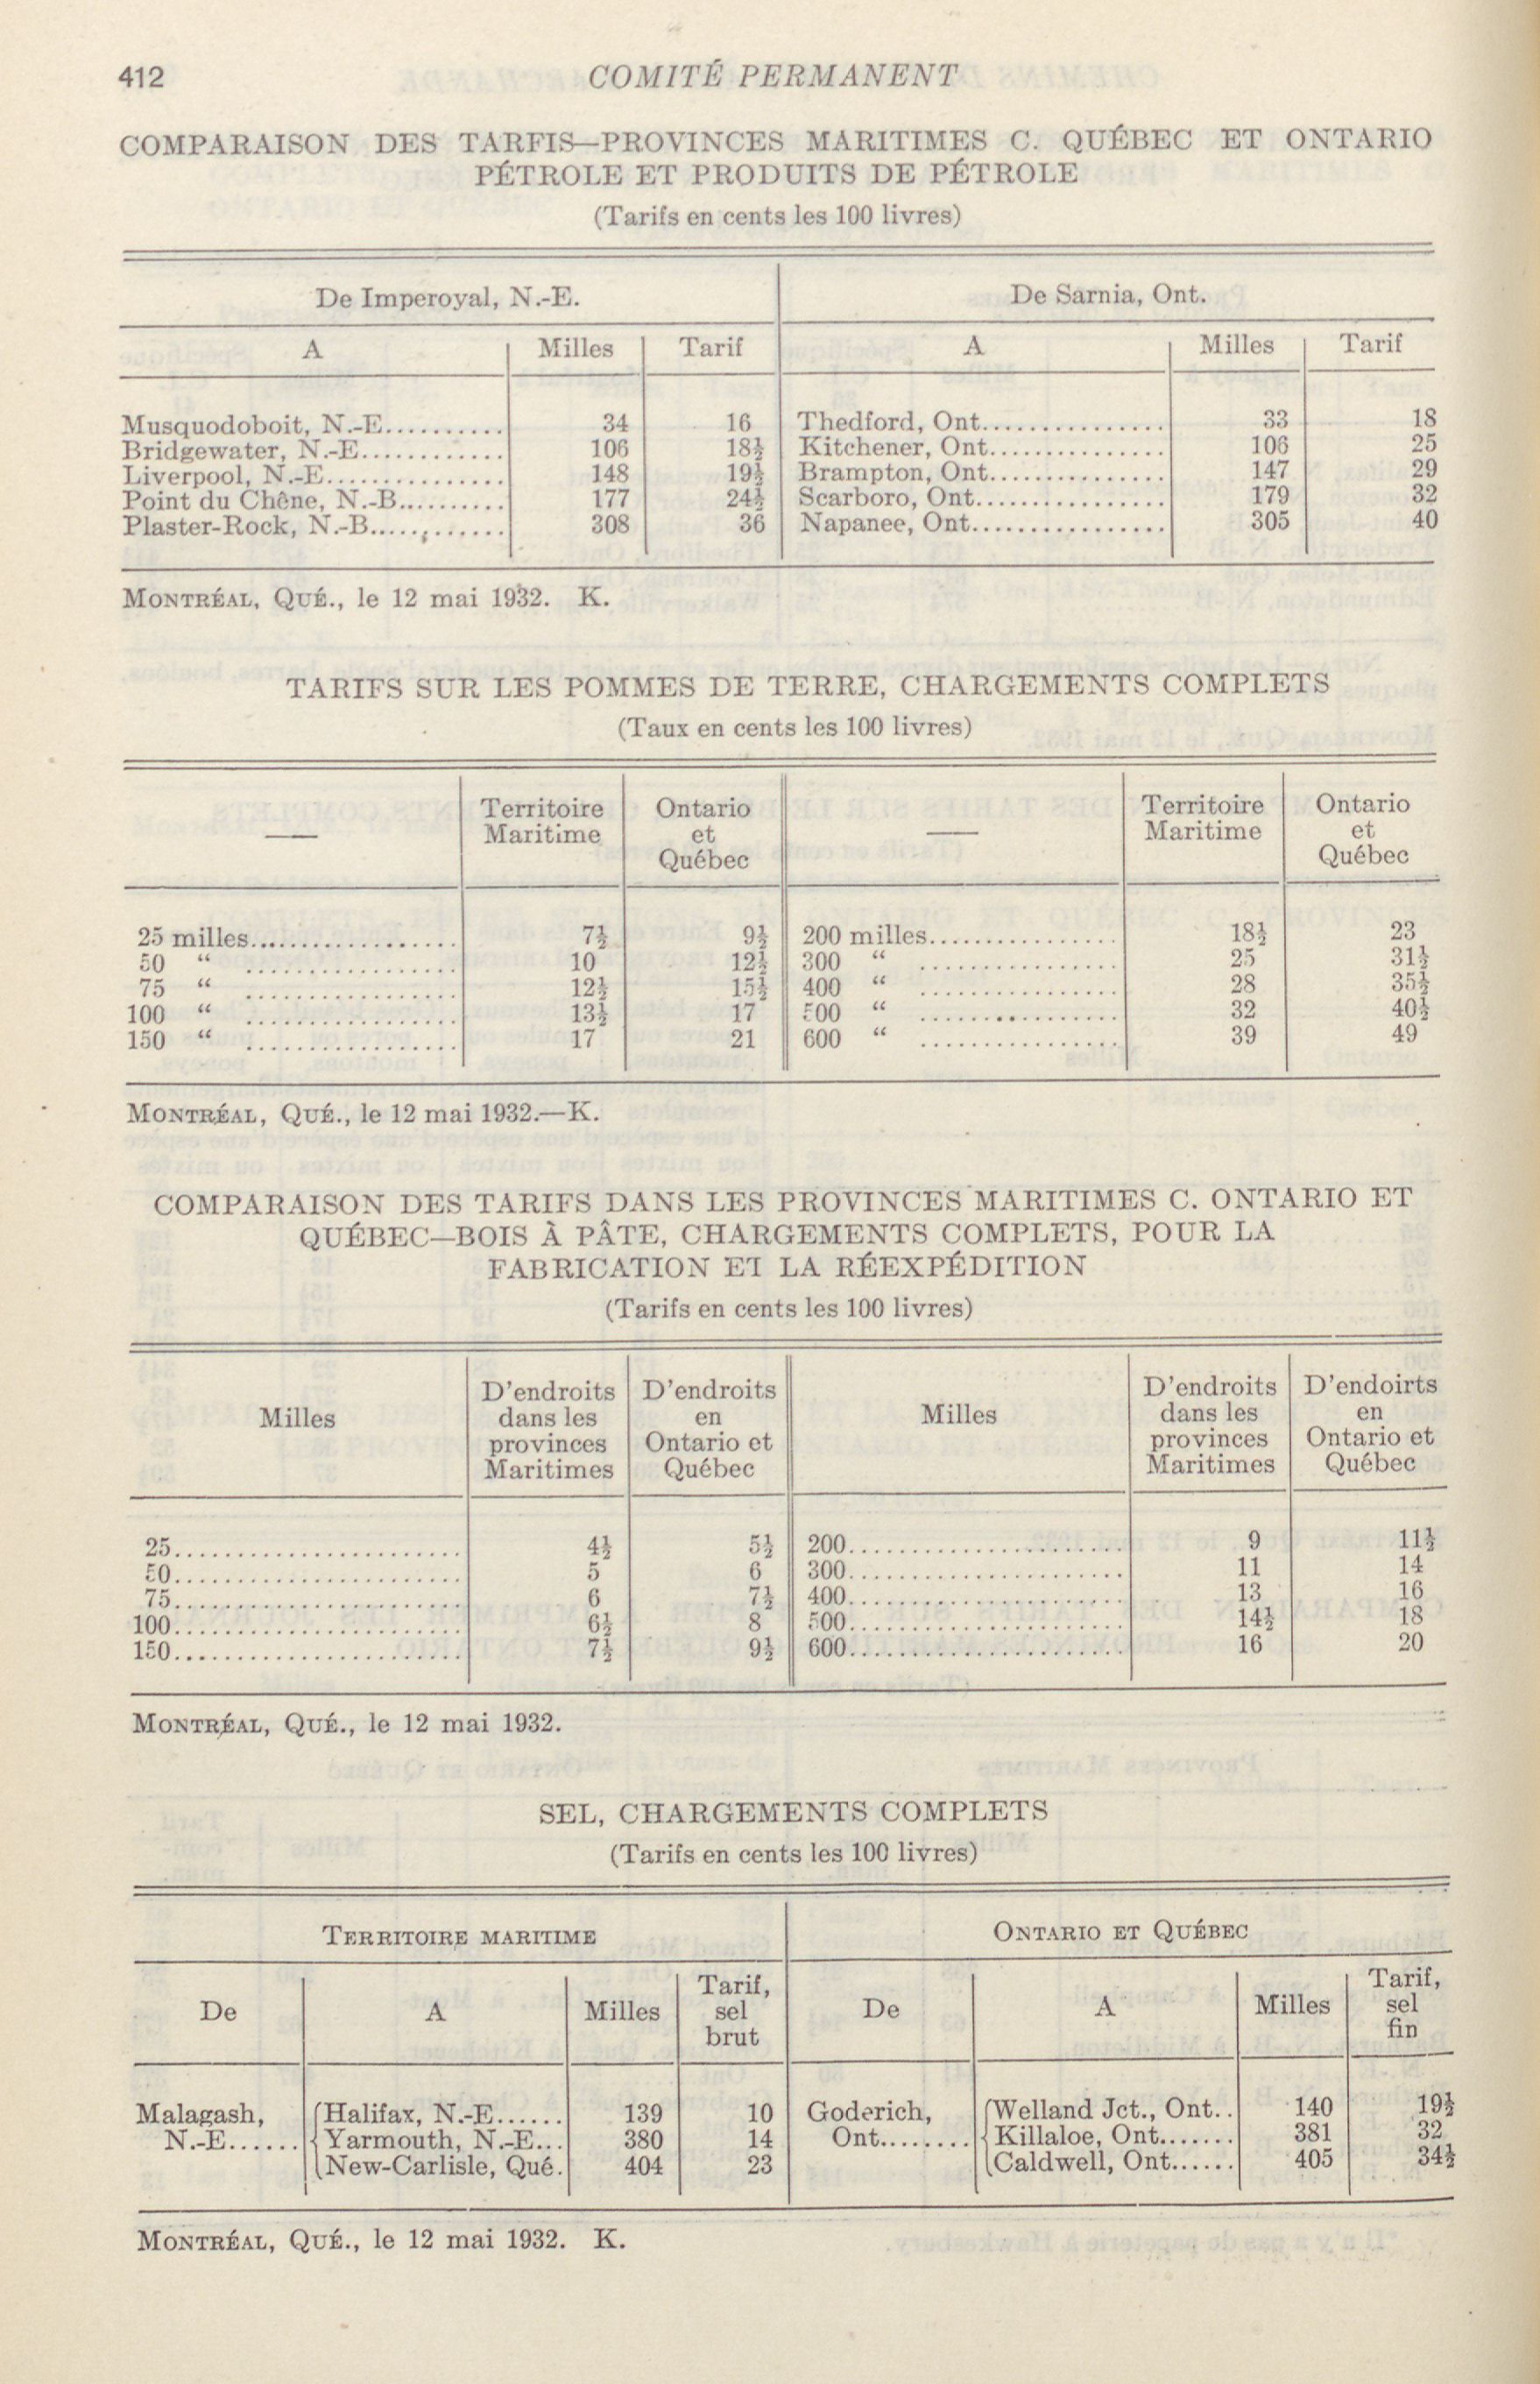 412 COMITÉ PERMANENT
COMPARAISON DES TARFIS—PROVINCES MARITIMES C. QUÉBEC ET ONTARIO
PÉTROLE ET PRODUITS DE PÉTROLE
(Tarifs en cents les 100 livres)
De Imperoyal, N.-E. De Sarnia, Ont.
A Milles Tarif A Milles Tarif
Musquodoboit, N.-E.......... 34 16 Thedford, Ont............... 33 18
Bridgewater, N.-E............ 106 18½ Kitchener, Ont............... 106 25
Liverpool, N.-E............... 148 19½ Brampton, Ont............... 147 29
Point du Chêne, N.-B.......... 177 24½ Scarboro, Ont................ 179 32
Plaster-Rock, N.-B............ 308 36 Napanee, Ont................ 305 40
MONTRÉAL, QUÉ., le 12 mai 1932. K.
TARIFS SUR LES POMMES DE TERRE, CHARGEMENTS COMPLETS
(Taux en cents les 100 livres)
— Territoire Maritime Ontario et Québec — Territoire Maritime Ontario et Québec
25 milles.................. 7½ 9½ 200 milles................ 18½ 23
50 “ .................. 10 12½ 300 “ ................ 25 31½
75 “ .................. 12½ 15½ 400 “ ................ 28 35½
100 “ .................. 13½ 17 500 “ ................ 32 40½
150 “ .................. 17 21 600 “ ................ 39 49
MONTRÉAL, QUÉ., le 12 mai 1932.—K.
COMPARAISON DES TARIFS DANS LES PROVINCES MARITIMES C. ONTARIO ET
QUÉBEC—BOIS À PÂTE, CHARGEMENTS COMPLETS, POUR LA
FABRICATION ET LA RÉEXPÉDITION
(Tarifs en cents les 100 livres)
Milles D'endroits dans les provinces Maritimes D'endroits en Ontario et Québec Milles D'endroits dans les provinces Maritimes D'endoirts en Ontario et Québec
25....................... 4½ 5½ 200...................... 9 11½
50....................... 5 6 300...................... 11 14
75....................... 6 7½ 400...................... 13 16
100....................... 6½ 8 500...................... 14½ 18
150....................... 7½ 9½ 600...................... 16 20
MONTRÉAL, QUÉ., le 12 mai 1932.
SEL, CHARGEMENTS COMPLETS
(Tarifs en cents les 100 livres)
TERRITOIRE MARITIME ONTARIO ET QUÉBEC
De A Milles Tarif, sel brut De A Milles Tarif, sel fin
Malagash, Halifax, N.-E...... 139 10 Goderich, Welland Jct., Ont.. 140 19½
N.-E...... Yarmouth, N.-E... 380 14 Ont........ Killaloe, Ont....... 381 32
New-Carlisle, Qué. 404 23 Caldwell, Ont...... 405 34½
MONTRÉAL, QUÉ., le 12 mai 1932. K.